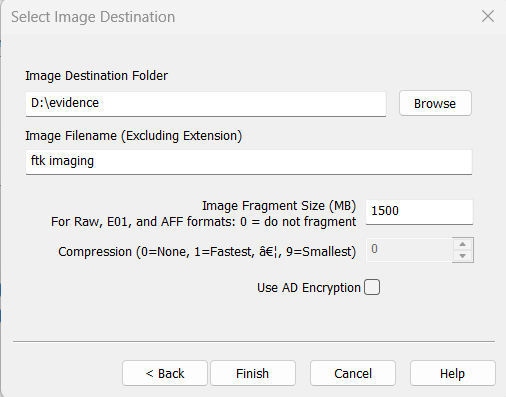 Select Image Destination
Image Destination Folder
D:\evidence
Browse
Image Filename (Excluding Extension)
ftk imaging
Image Fragment Size (MB)
For Raw, E01, and AFF formats: 0 = do not fragment
1500
Compression (0=None, 1=Fastest, â€¦, 9=Smallest)
0
Use AD Encryption
< Back
Finish
Cancel
Help